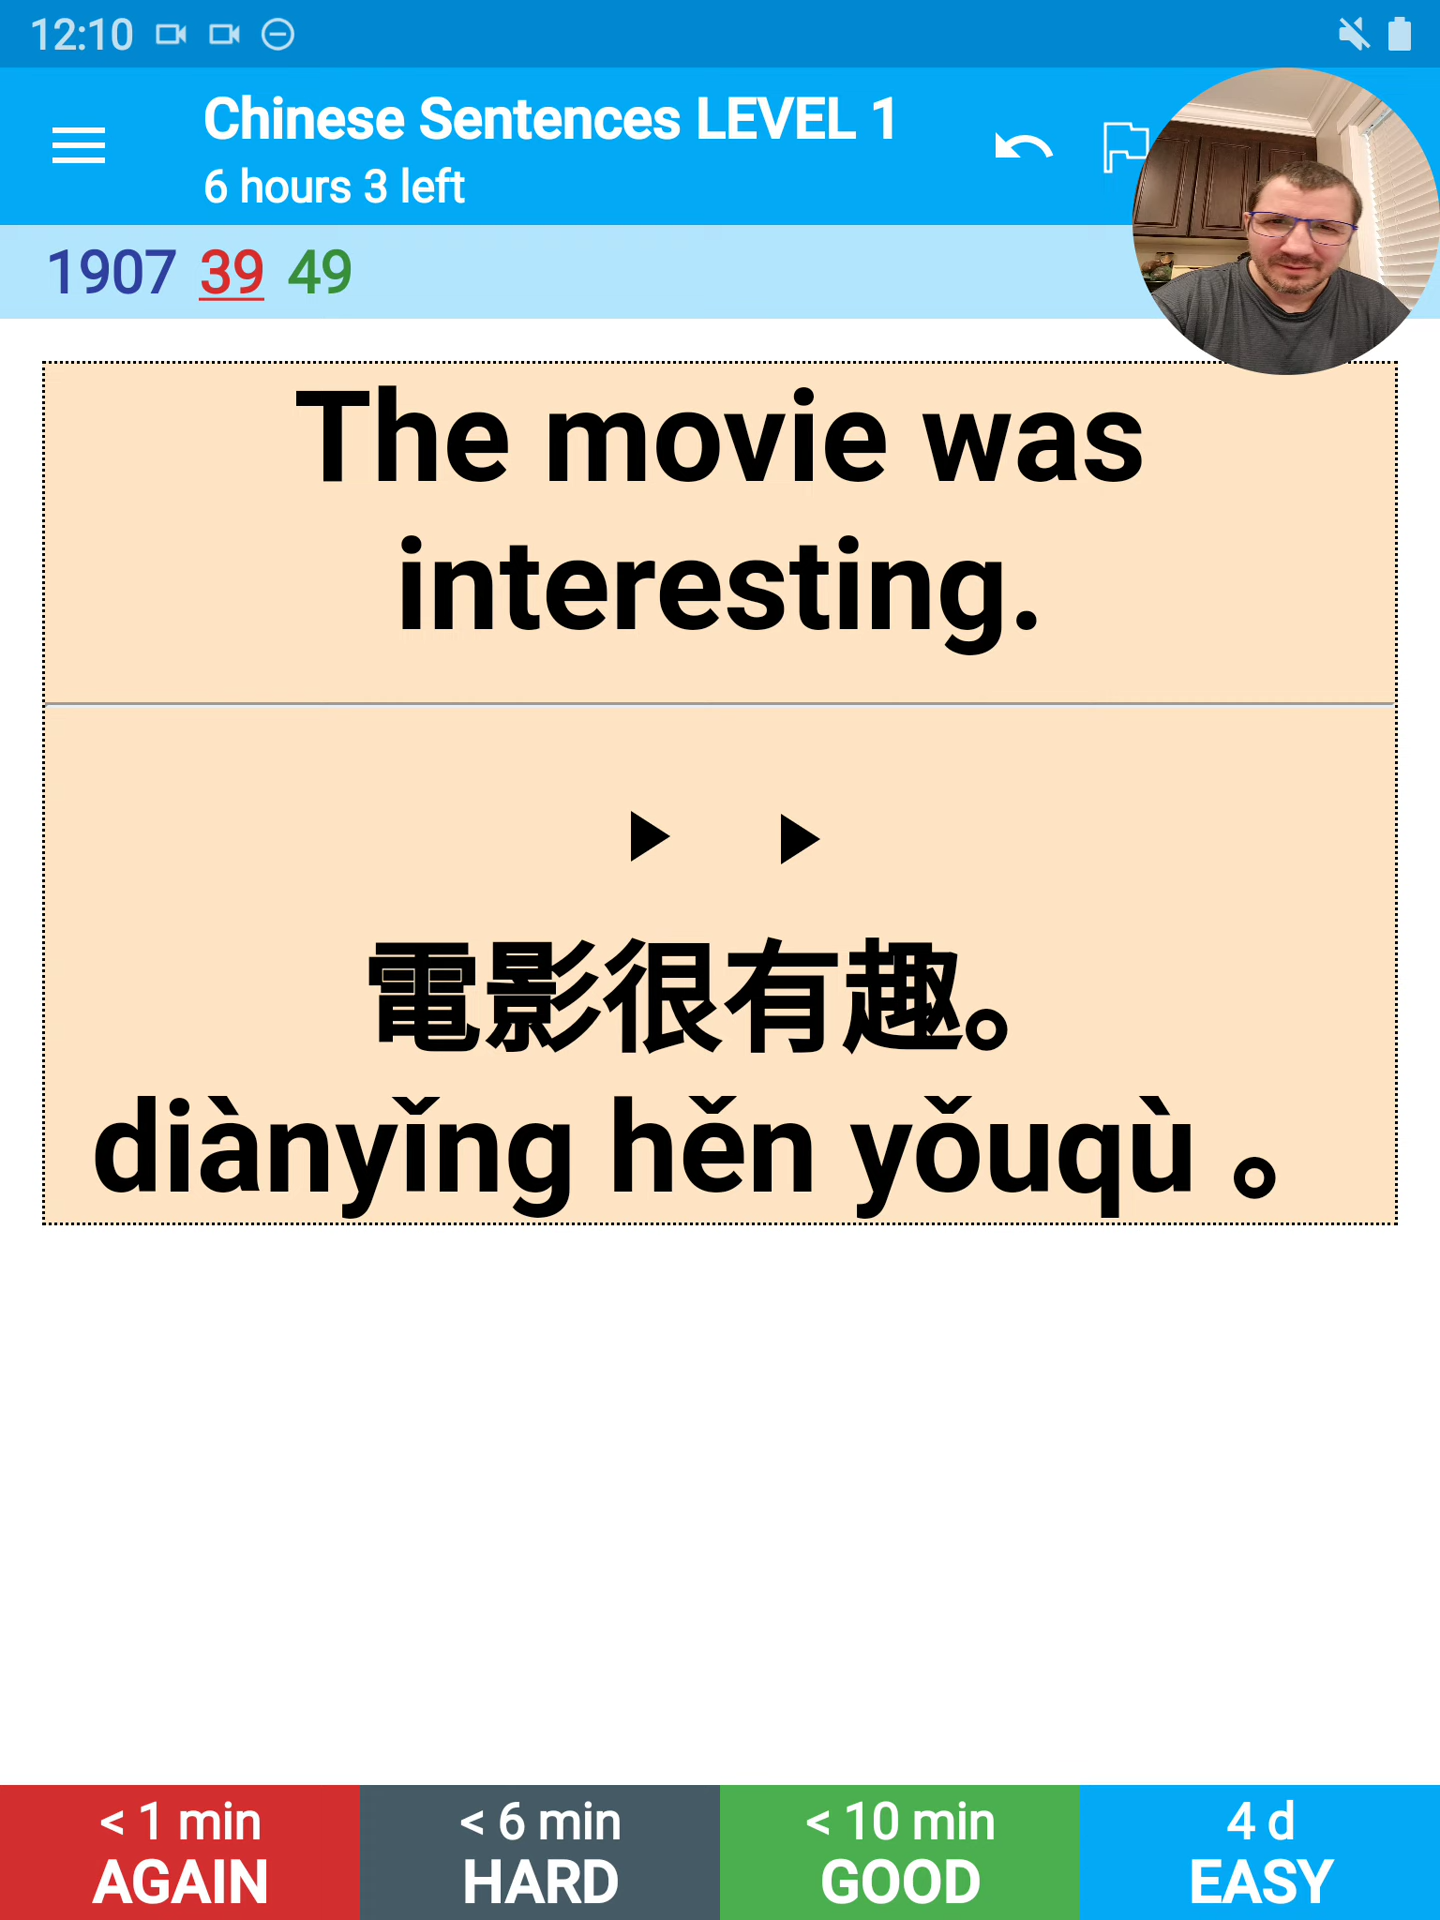 12:10
Chinese Sentences LEVEL 1
6 hours 3 left
1907 39 49
The movie was
interesting.
電影很有趣。
diànyǐng hěn yǒuqù 。
< 1 min
AGAIN
< 6 min
HARD
< 10 min
GOOD
4 d
EASY